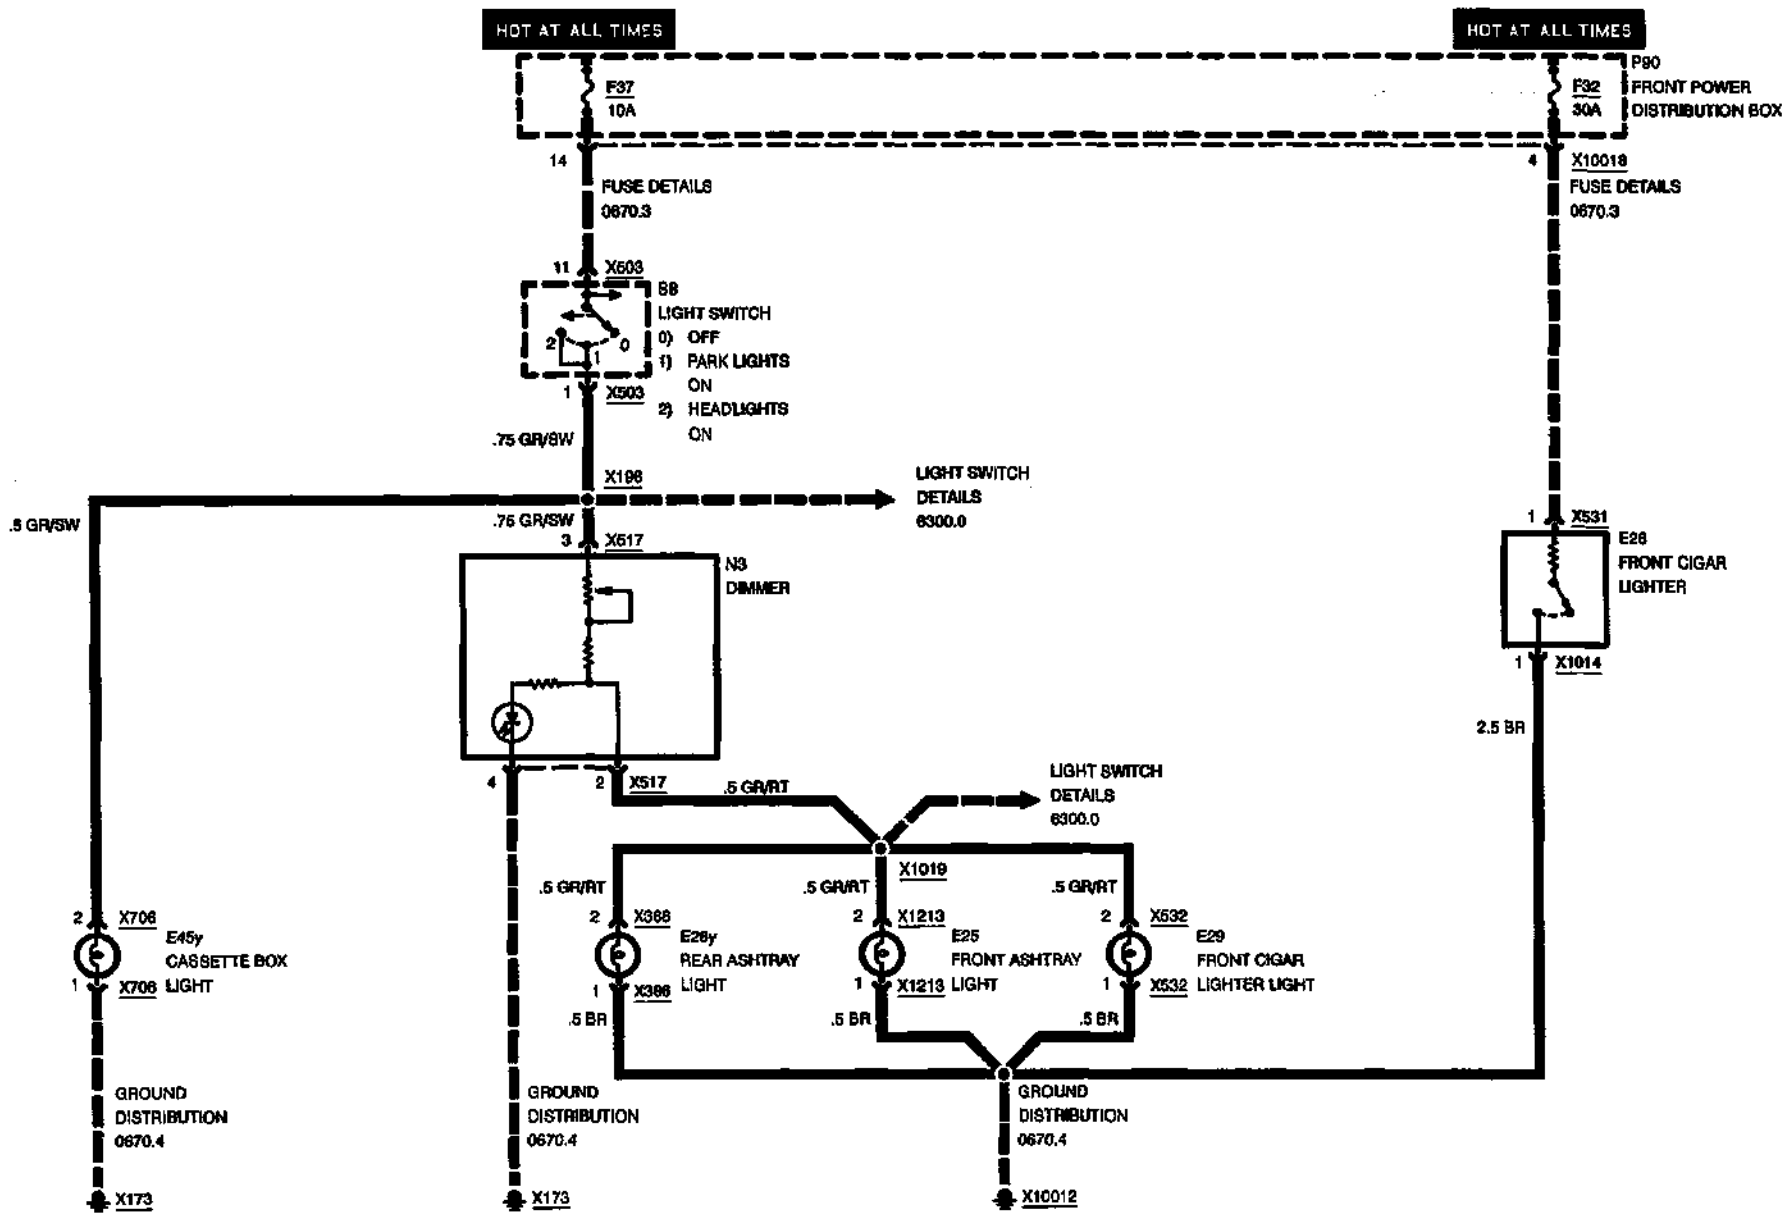 HOT AT ALL TIMES
HOT AT ALL TIMES
F37
10A
F32
30A
P90
FRONT POWER
DISTRIBUTION BOX
14
4
X10018
FUSE DETAILS
0670.3
FUSE DETAILS
0670.3
11
X503
S8
LIGHT SWITCH
0) OFF
1) PARK LIGHTS
ON
2) HEADLIGHTS
ON
2
1
0
1
X503
.75 GR/SW
X196
LIGHT SWITCH
DETAILS
6300.0
.5 GR/SW
.75 GR/SW
3
X517
N3
DIMMER
1
X531
E28
FRONT CIGAR
LIGHTER
1
X1014
2.5 BR
4
2
X517
.5 GR/RT
LIGHT SWITCH
DETAILS
6300.0
X1019
.5 GR/RT
.5 GR/RT
.5 GR/RT
2
X706
E45y
CASSETTE BOX
LIGHT
1
X706
2
X368
E26y
REAR ASHTRAY
LIGHT
1
X386
2
X1213
E25
FRONT ASHTRAY
LIGHT
1
X1213
2
X532
E29
FRONT CIGAR
LIGHTER LIGHT
1
X532
.5 BR
.5 BR
.5 BR
GROUND
DISTRIBUTION
0670.4
GROUND
DISTRIBUTION
0670.4
GROUND
DISTRIBUTION
0670.4
X173
X173
X10012